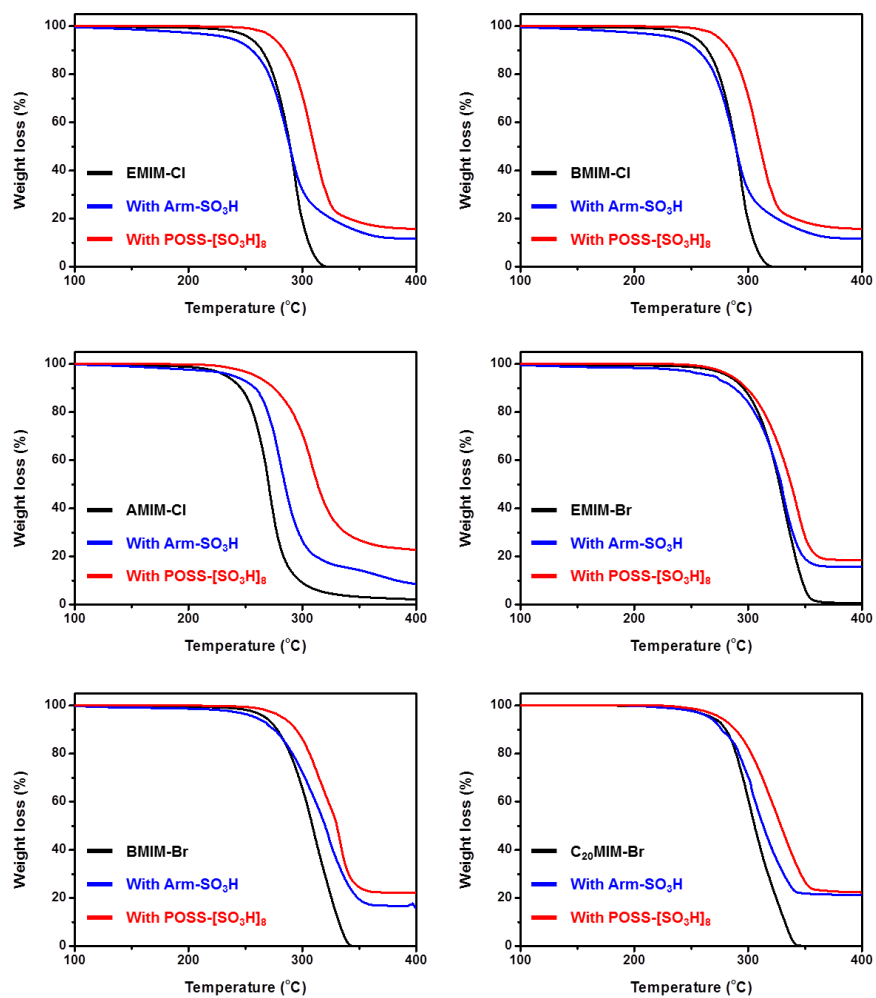 Weight loss (%)
100
80
60
40
20
0
EMIM-Cl
With Arm-SO₃H
With POSS-[SO₃H]₈
100 200 300 400
Temperature (°C)
Weight loss (%)
100
80
60
40
20
0
BMIM-Cl
With Arm-SO₃H
With POSS-[SO₃H]₈
100 200 300 400
Temperature (°C)
Weight loss (%)
100
80
60
40
20
0
AMIM-Cl
With Arm-SO₃H
With POSS-[SO₃H]₈
100 200 300 400
Temperature (°C)
Weight loss (%)
100
80
60
40
20
0
EMIM-Br
With Arm-SO₃H
With POSS-[SO₃H]₈
100 200 300 400
Temperature (°C)
Weight loss (%)
100
80
60
40
20
0
BMIM-Br
With Arm-SO₃H
With POSS-[SO₃H]₈
100 200 300 400
Temperature (°C)
Weight loss (%)
100
80
60
40
20
0
C₂₀MIM-Br
With Arm-SO₃H
With POSS-[SO₃H]₈
100 200 300 400
Temperature (°C)